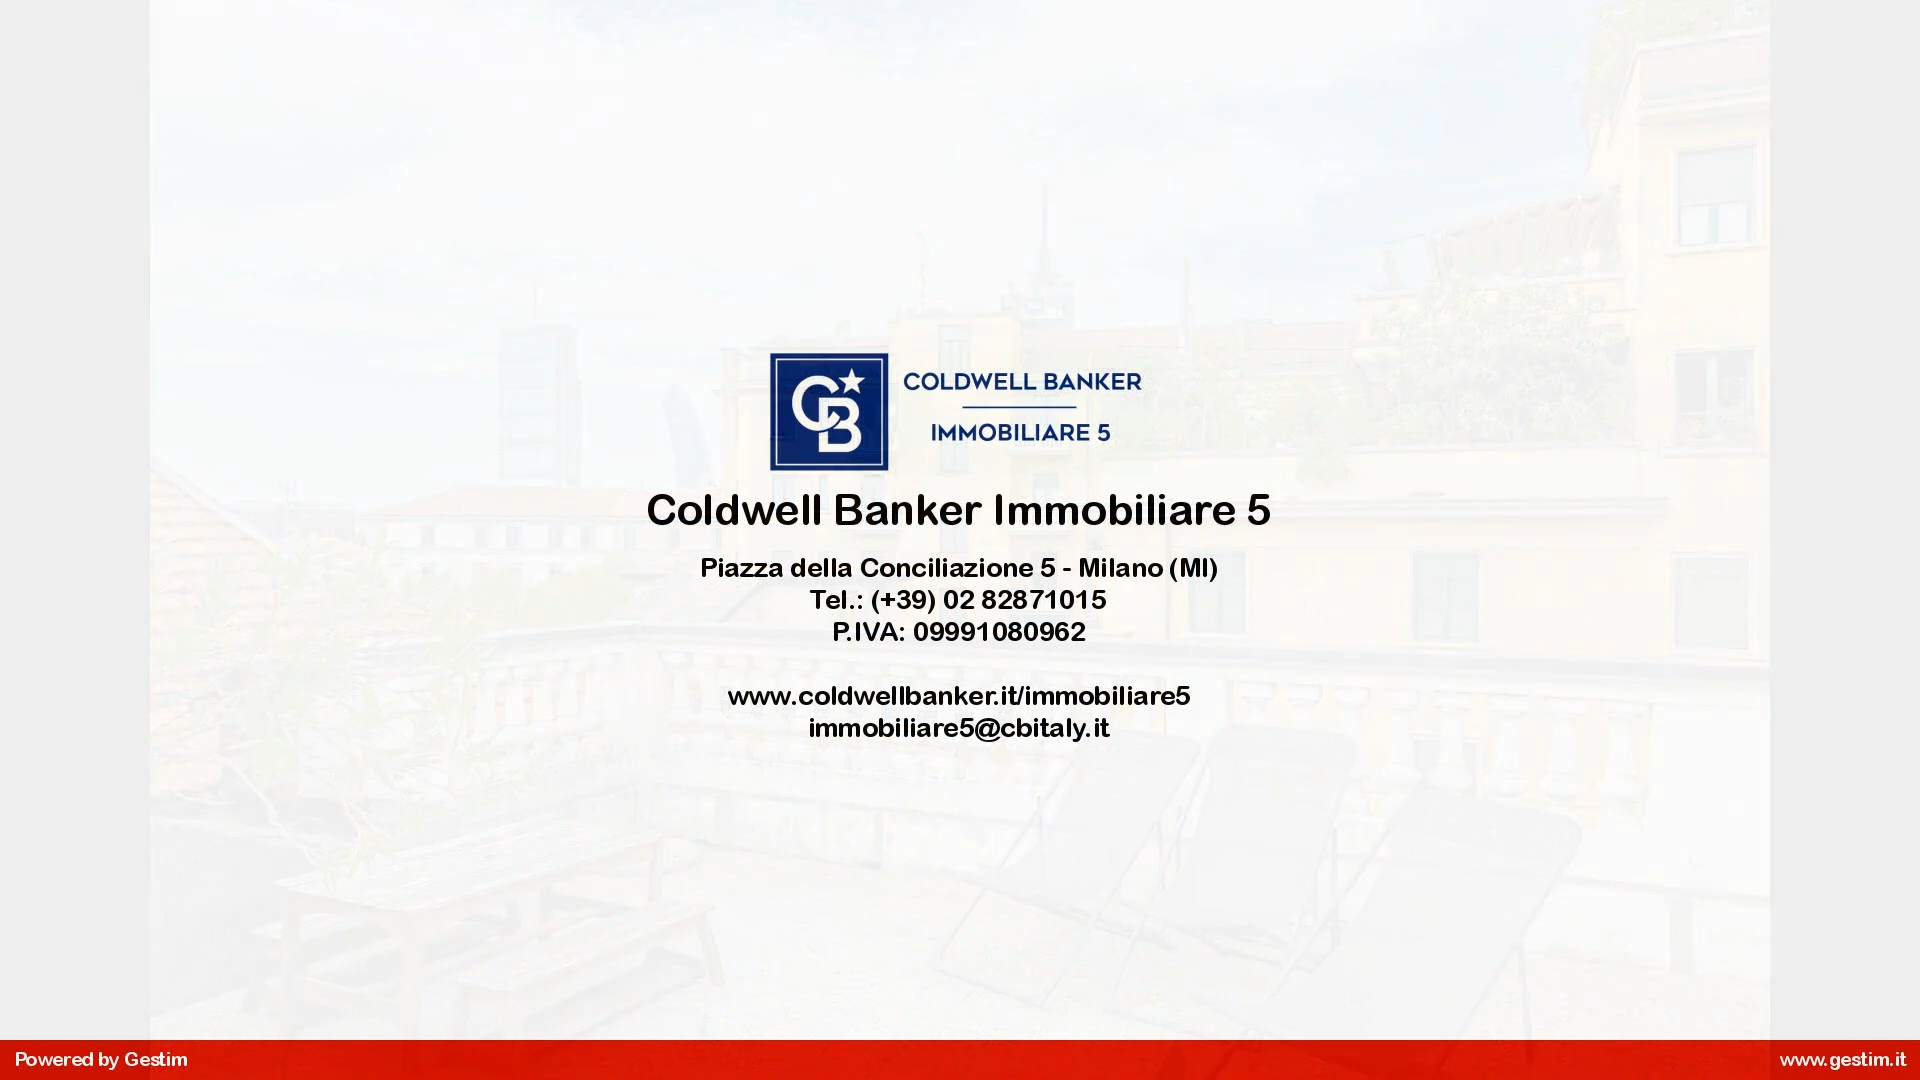 CB
COLDWELL BANKER
IMMOBILIARE 5
Coldwell Banker Immobiliare 5
Piazza della Conciliazione 5 - Milano (MI)
Tel.: (+39) 02 82871015
P.IVA: 09991080962
www.coldwellbanker.it/immobiliare5
immobiliare5@cbitaly.it
Powered by Gestim
www.gestim.it